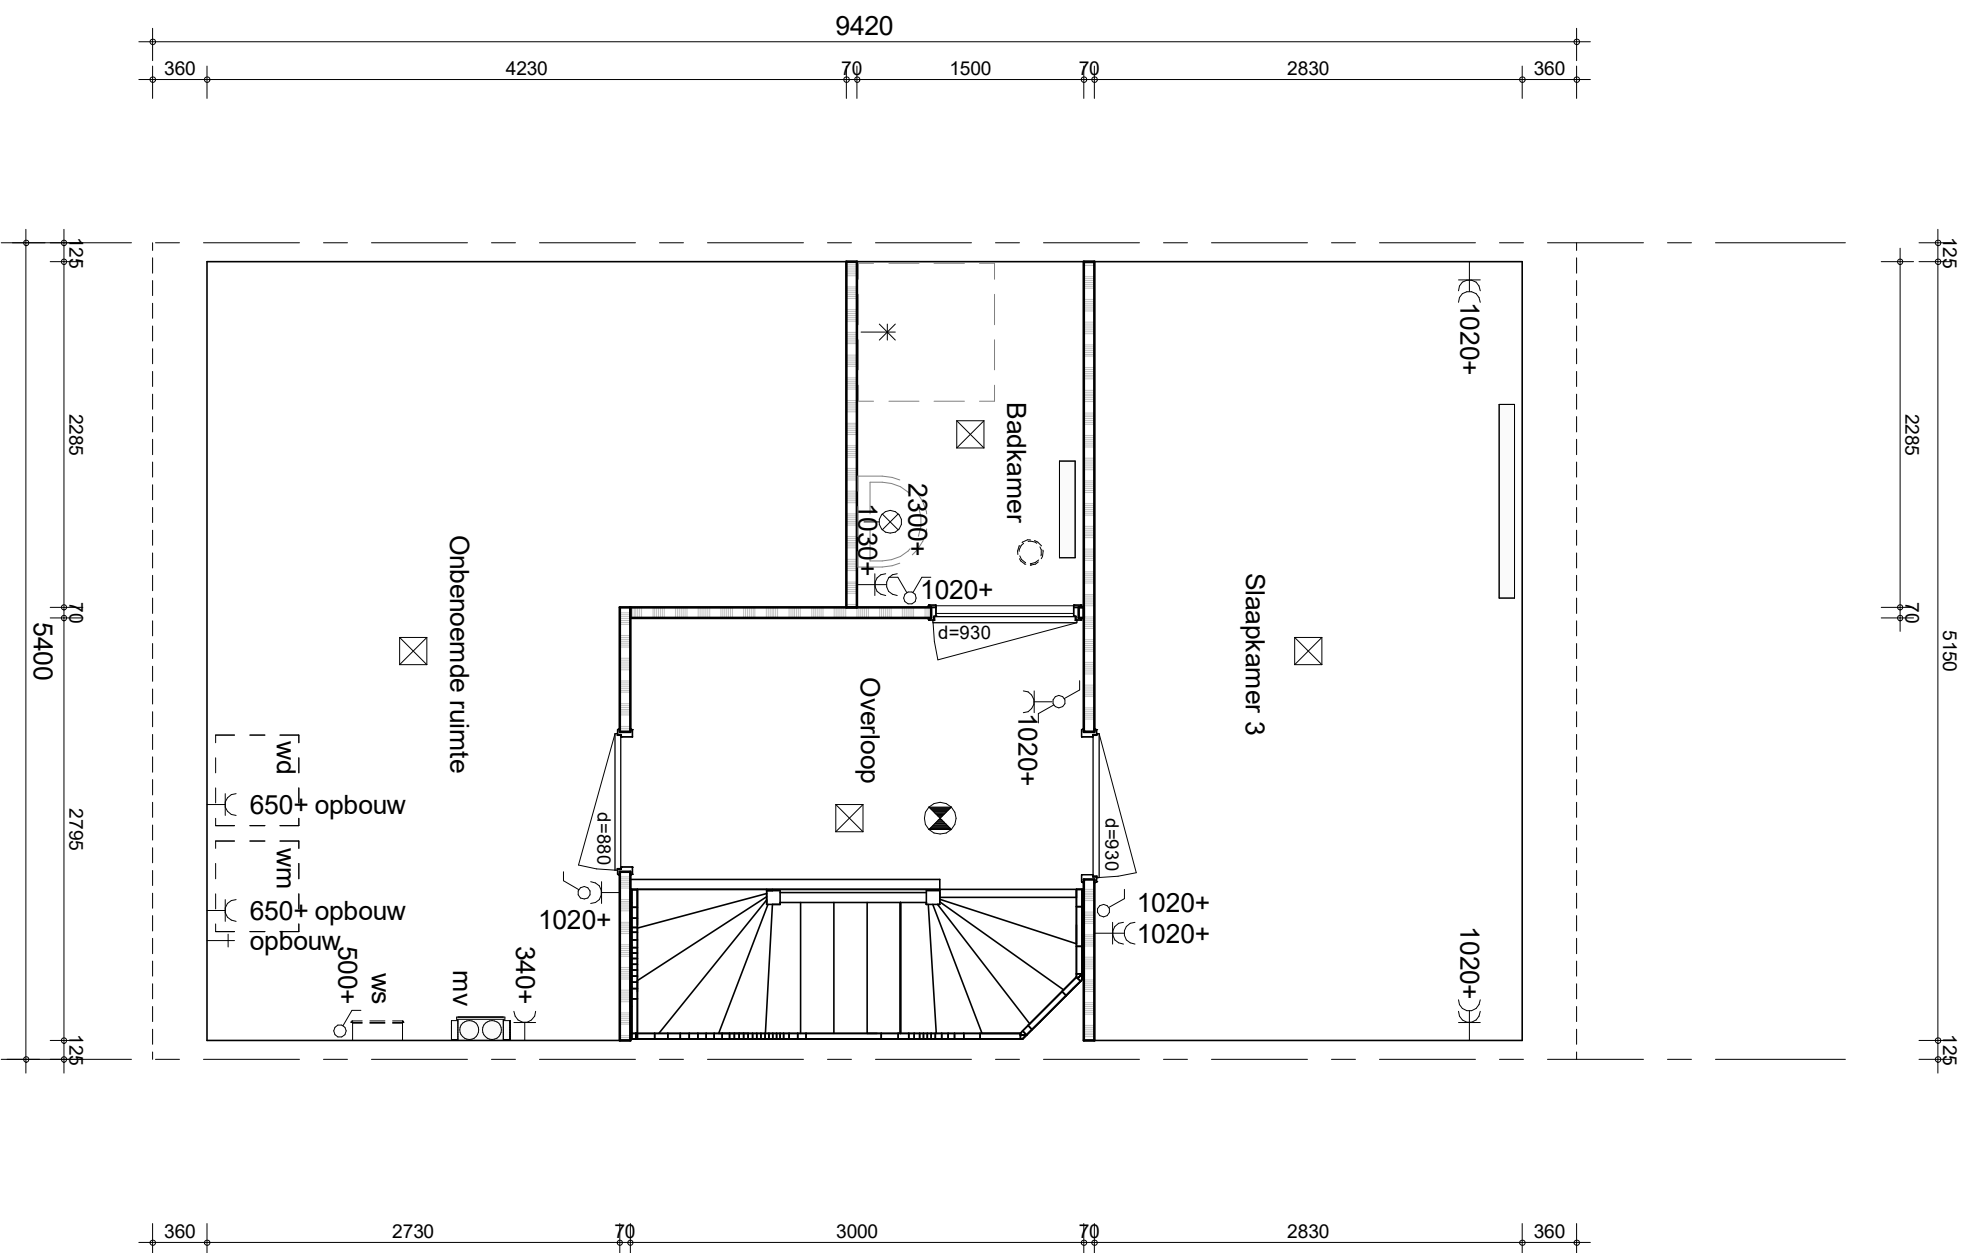 9420
360 4230 70 1500 70 2830 360
125
2285
70
2795
125
5400
125
5150
125
2285
70
Badkamer
2300+
1030+
1020+
d=930
Onbenoemde ruimte
Overloop
1020+
Slaapkamer 3
1020+
1020+
d=880
d=930
1020+
1020+
1020+
wd
650+ opbouw
wm
650+ opbouw
opbouw
500+
ws
mv
340+
360 2730 70 3000 70 2830 360